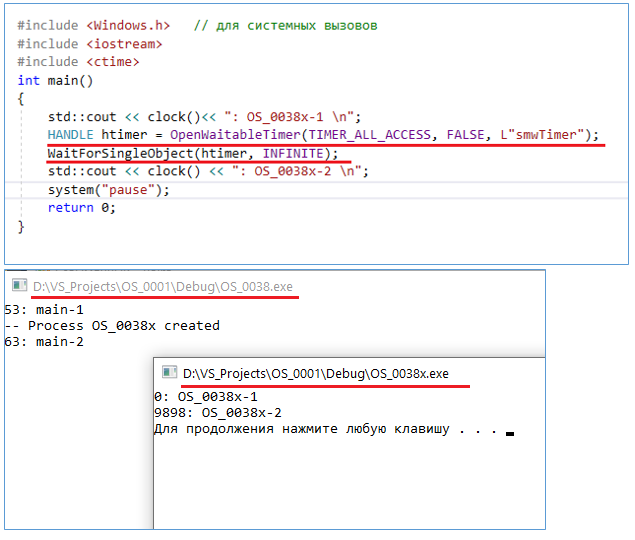 #include <Windows.h>   // для системных вызовов
#include <iostream>
#include <ctime>
int main()
{
    std::cout << clock()<< ": OS_0038x-1 \n";
    HANDLE htimer = OpenWaitableTimer(TIMER_ALL_ACCESS, FALSE, L"smwTimer");
    WaitForSingleObject(htimer, INFINITE);
    std::cout << clock() << ": OS_0038x-2 \n";
    system("pause");
    return 0;
}
D:\VS_Projects\OS_0001\Debug\OS_0038.exe
53: main-1
-- Process OS_0038x created
63: main-2
D:\VS_Projects\OS_0001\Debug\OS_0038x.exe
0: OS_0038x-1
9898: OS_0038x-2
Для продолжения нажмите любую клавишу . . .